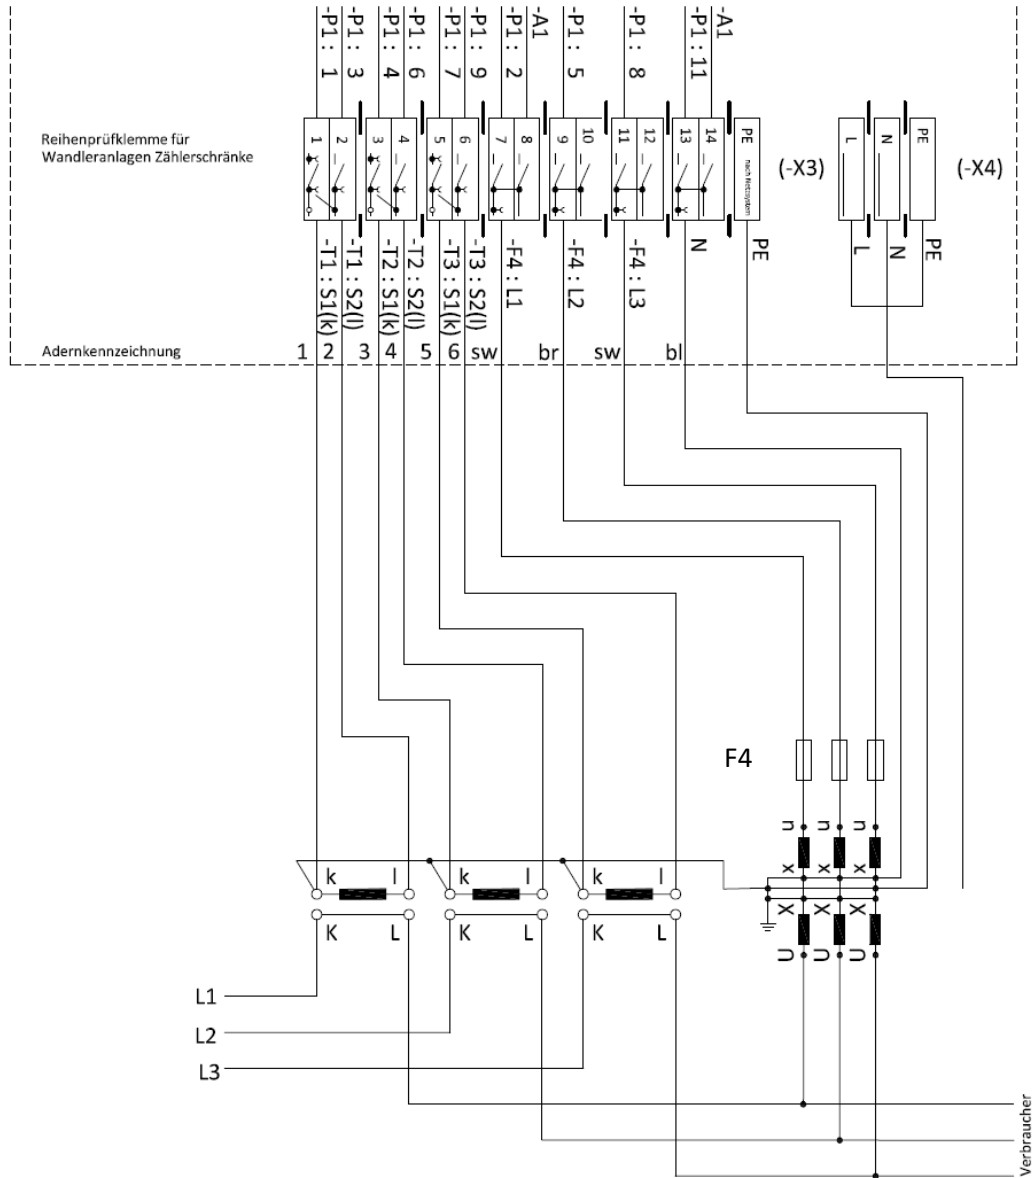 -P1 : 1
-P1 : 3
-P1 : 4
-P1 : 6
-P1 : 7
-P1 : 9
-P1 : 2
-A1
-P1 : 5
-P1 : 8
-P1 : 11
-A1
Reihenprüfklemme für
Wandleranlagen Zählerschränke
1
2
3
4
5
6
7
8
9
10
11
12
13
14
PE
nach Netzsystem
(-X3)
L
N
PE
(-X4)
-T1 : S1(k)
-T1 : S2(l)
-T2 : S1(k)
-T2 : S2(l)
-T3 : S1(k)
-T3 : S2(l)
-F4 : L1
-F4 : L2
-F4 : L3
N
PE
L
N
PE
Adernkennzeichnung
1 2 3 4 5 6 sw br sw bl
F4
u u u
x x x
k l k l k l
K L K L K L
X X X
U U U
L1
L2
L3
Verbraucher